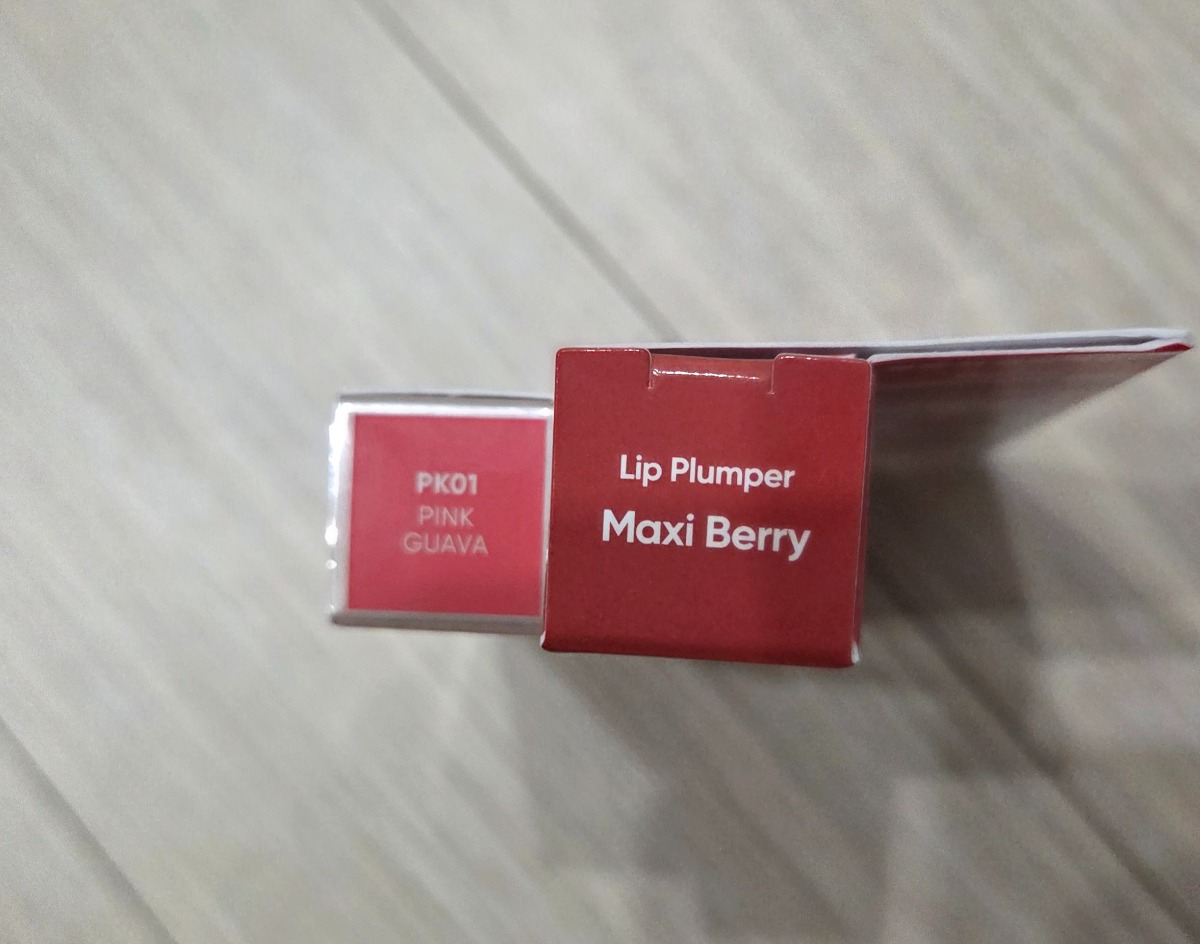 PK01
PINK
GUAVA
Lip Plumper
Maxi Berry